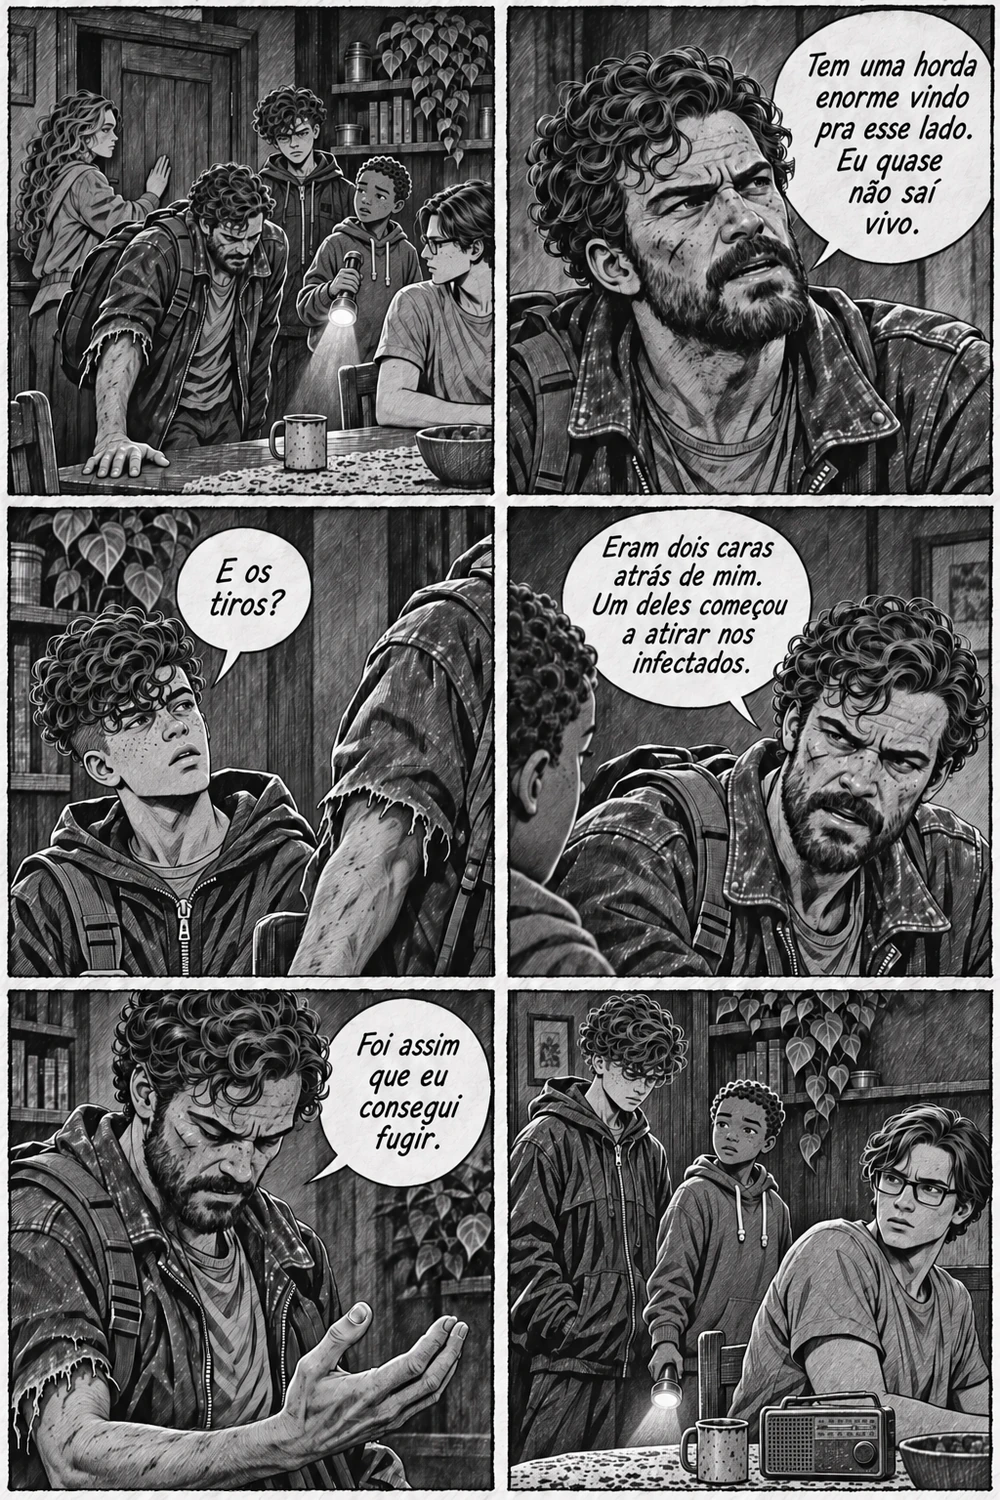 Tem uma horda
enorme vindo
pra esse lado.
Eu quase
não saí
vivo.
E os
tiros?
Eram dois caras
atrás de mim.
Um deles começou
a atirar nos
infectados.
Foi assim
que eu
consegui
fugir.